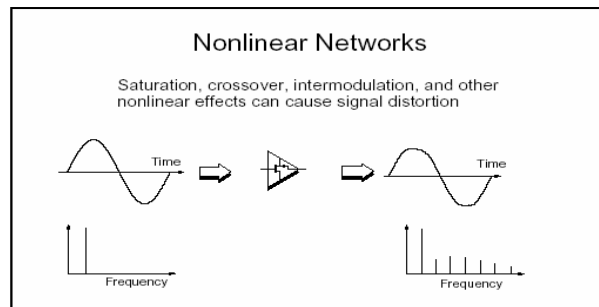 Nonlinear Networks
Saturation, crossover, intermodulation, and other
nonlinear effects can cause signal distortion
Time
Time
Frequency
Frequency